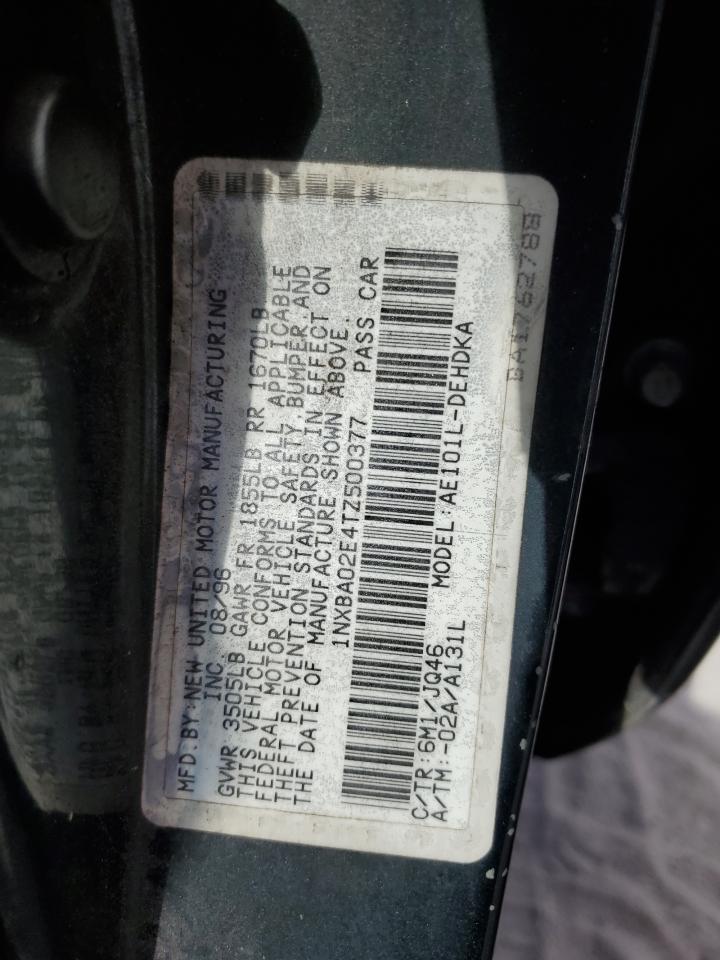 MFD.BY:NEW UNITED MOTOR MANUFACTURING
INC. 08/96
GVWR 3505LB GAWR FR 1855LB RR 1670LB
THIS VEHICLE CONFORMS TO ALL APPLICABLE
FEDERAL MOTOR VEHICLE SAFETY, BUMPER, AND
THEFT PREVENTION STANDARDS IN EFFECT ON
THE DATE OF MANUFACTURE SHOWN ABOVE.
1NXBA02E4TZ500377 PASS CAR
C/TR:6M1/JQ46 MODEL:AE101L-DEHDKA
A/TM:-02A/A131L
BA1762788